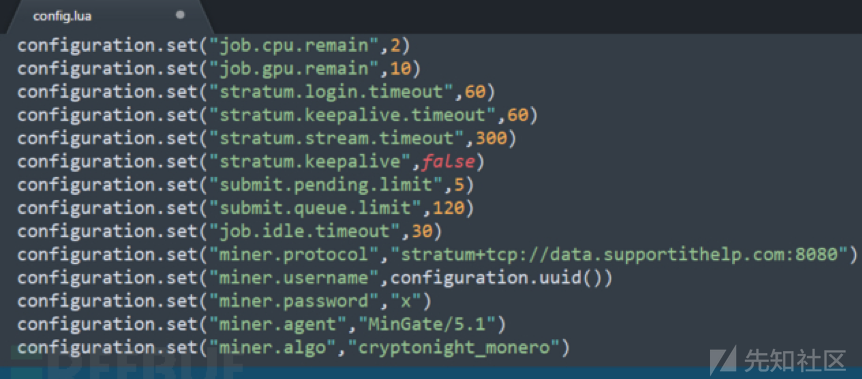 config.lua
configuration.set("job.cpu.remain",2)
configuration.set("job.gpu.remain",10)
configuration.set("stratum.login.timeout",60)
configuration.set("stratum.keepalive.timeout",60)
configuration.set("stratum.stream.timeout",300)
configuration.set("stratum.keepalive",false)
configuration.set("submit.pending.limit",5)
configuration.set("submit.queue.limit",120)
configuration.set("job.idle.timeout",30)
configuration.set("miner.protocol","stratum+tcp://data.supportithelp.com:8080")
configuration.set("miner.username",configuration.uuid())
configuration.set("miner.password","x")
configuration.set("miner.agent","MinGate/5.1")
configuration.set("miner.algo","cryptonight_monero")
先知社区